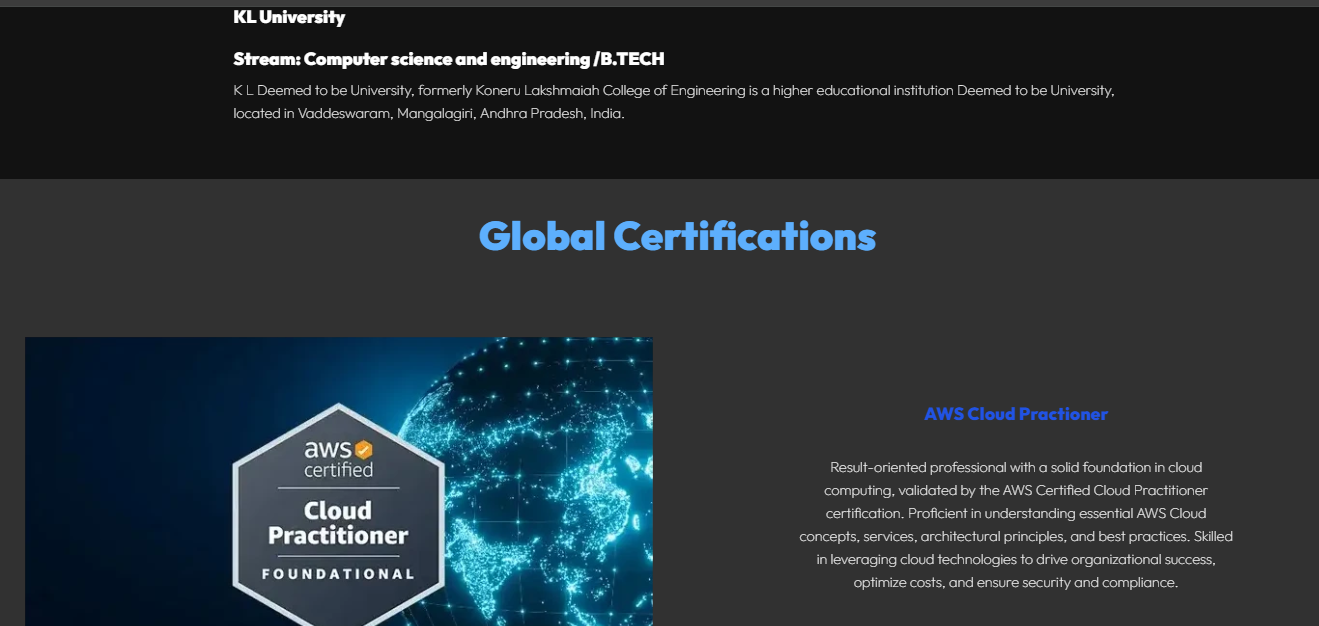 KL University
Stream: Computer science and engineering /B.TECH
K L Deemed to be University, formerly Koneru Lakshmaiah College of Engineering is a higher educational institution Deemed to be University,
located in Vaddeswaram, Mangalagiri, Andhra Pradesh, India.
Global Certifications
aws
certified
Cloud
Practitioner
FOUNDATIONAL
AWS Cloud Practioner
Result-oriented professional with a solid foundation in cloud
computing, validated by the AWS Certified Cloud Practitioner
certification. Proficient in understanding essential AWS Cloud
concepts, services, architectural principles, and best practices. Skilled
in leveraging cloud technologies to drive organizational success,
optimize costs, and ensure security and compliance.